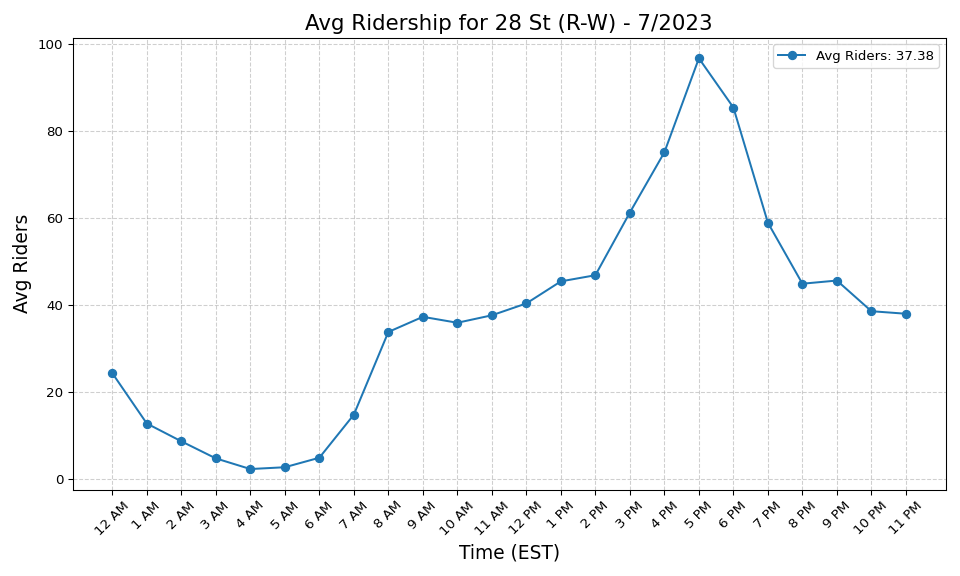 Avg Ridership for 28 St (R-W) - 7/2023
Avg Riders: 37.38
Avg Riders
100
80
60
40
20
0
12 AM
1 AM
2 AM
3 AM
4 AM
5 AM
6 AM
7 AM
8 AM
9 AM
10 AM
11 AM
12 PM
1 PM
2 PM
3 PM
4 PM
5 PM
6 PM
7 PM
8 PM
9 PM
10 PM
11 PM
Time (EST)